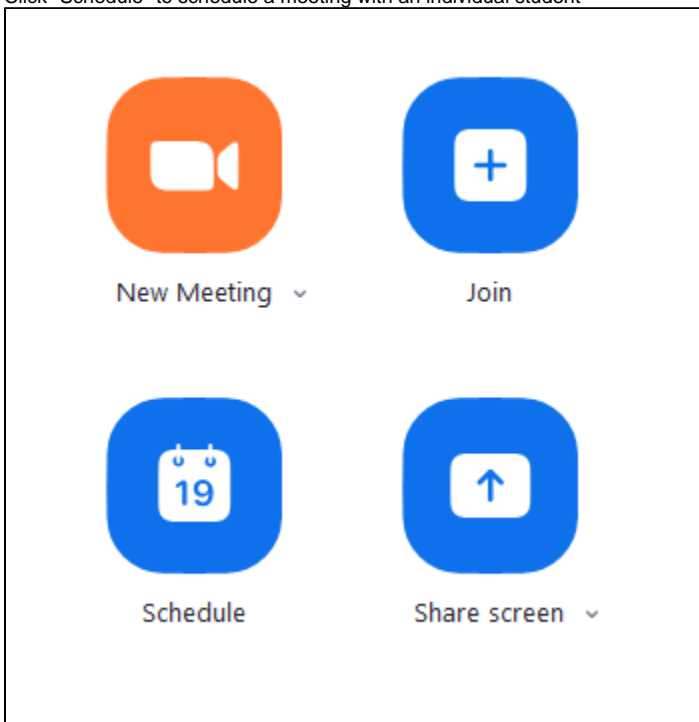 Click "Schedule" to schedule a meeting with an individual student
New Meeting
Join
19
Schedule
Share screen